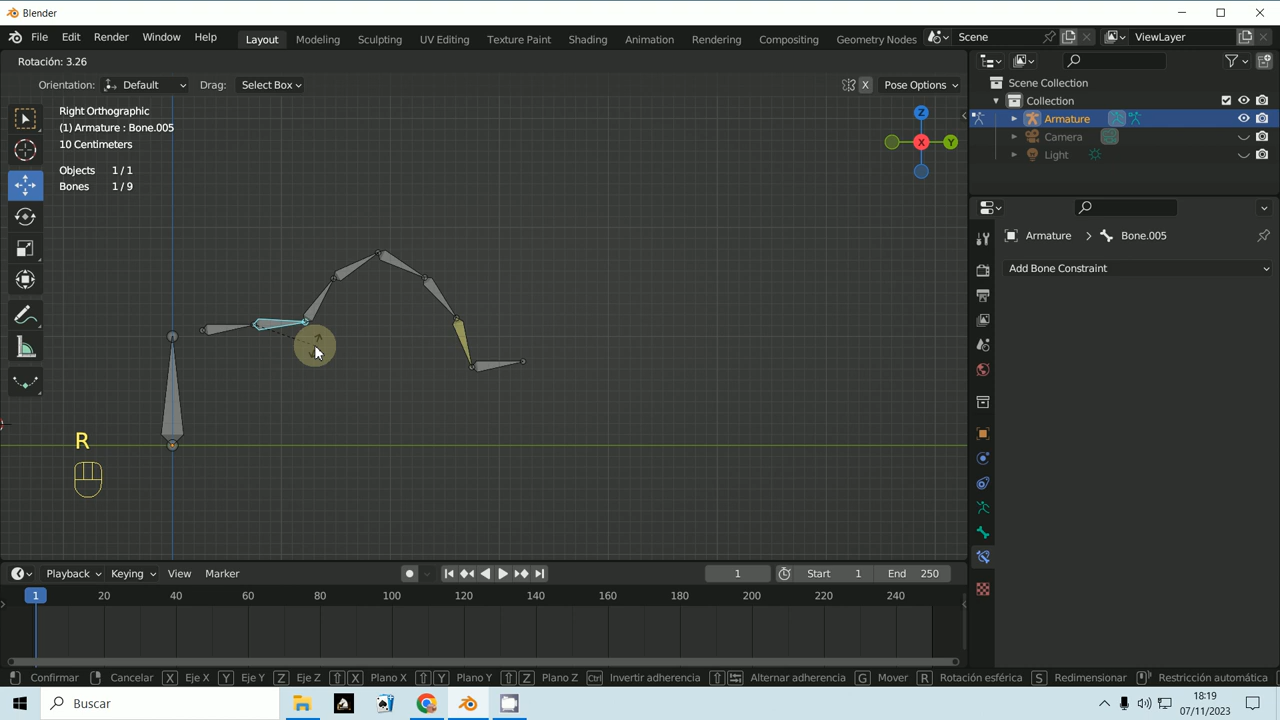 Blender
File Edit Render Window Help Layout Modeling Sculpting UV Editing Texture Paint Shading Animation Rendering Compositing Geometry Nodes Scene ViewLayer
Rotación: 3.26
Orientation: Default Drag: Select Box X Pose Options
Right Orthographic
(1) Armature : Bone.005
10 Centimeters
Objects 1 / 1
Bones 1 / 9
Z
X
Y
Scene Collection
Collection
Armature
Camera
Light
Armature > Bone.005
Add Bone Constraint
R
Playback Keying View Marker 1 Start 1 End 250
1 20 40 60 80 100 120 140 160 180 200 220 240
Confirmar Cancelar X Eje X Y Eje Y Z Eje Z X Plano X Y Plano Y Z Plano Z Ctrl Invertir adherencia Alternar adherencia G Mover R Rotación esférica S Redimensionar Restricción automática
Buscar
18:19
07/11/2023